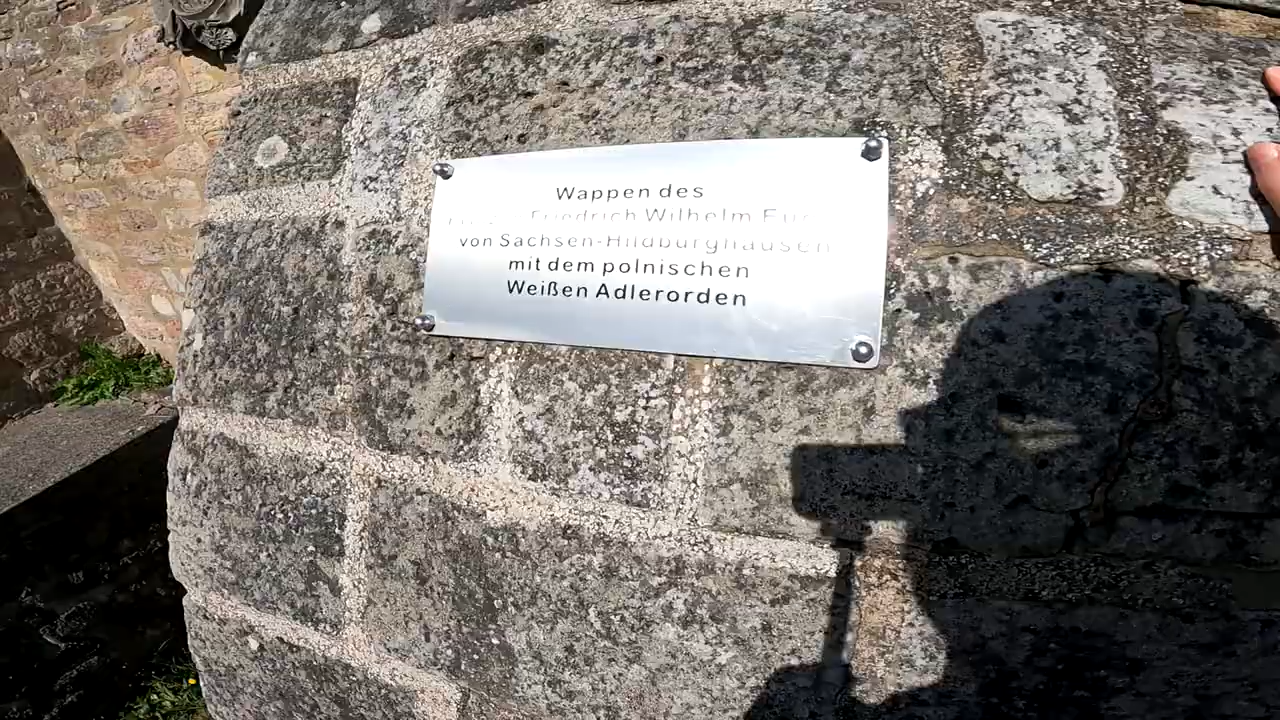 Wappen des
Friedrich Wilhelm
von Sachsen-Hildburghausen
mit dem polnischen
Weißen Adlerorden